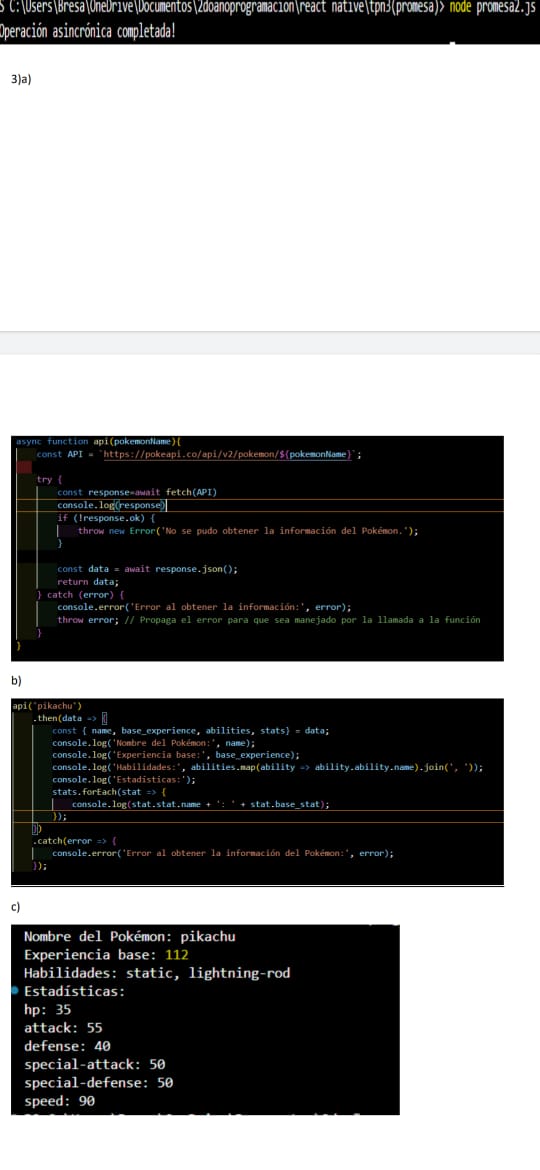 S C:\Users\Bresa\OneDrive\Documentos\2doanoprogramacion\react native\tpn3(promesa)> node promesa2.js
Operación asincrónica completada!
3)a)
async function api(pokemonName){
const API = `https://pokeapi.co/api/v2/pokemon/${pokemonName}`;
try {
const response=await fetch(API)
console.log(response)
if (!response.ok) {
throw new Error('No se pudo obtener la información del Pokémon.');
}
const data = await response.json();
return data;
} catch (error) {
console.error('Error al obtener la información:', error);
throw error; // Propaga el error para que sea manejado por la llamada a la función
}
}
b)
api('pikachu')
.then(data => {
const { name, base_experience, abilities, stats} = data;
console.log('Nombre del Pokémon:', name);
console.log('Experiencia base:', base_experience);
console.log('Habilidades:', abilities.map(ability => ability.ability.name).join(', '));
console.log('Estadísticas:');
stats.forEach(stat => {
console.log(stat.stat.name + ': ' + stat.base_stat);
});
})
.catch(error => {
console.error('Error al obtener la información del Pokémon:', error);
});
c)
Nombre del Pokémon: pikachu
Experiencia base: 112
Habilidades: static, lightning-rod
Estadísticas:
hp: 35
attack: 55
defense: 40
special-attack: 50
special-defense: 50
speed: 90